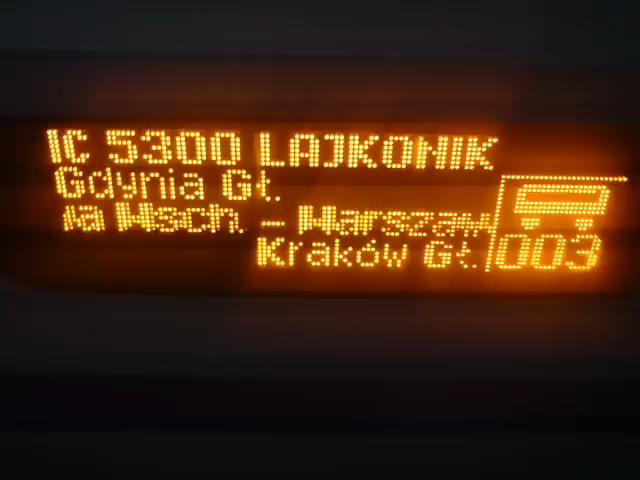 IC 5300 LAJKONIK
Gdynia Gł.
Wsch. - Warszaw
Kraków Gł.
003